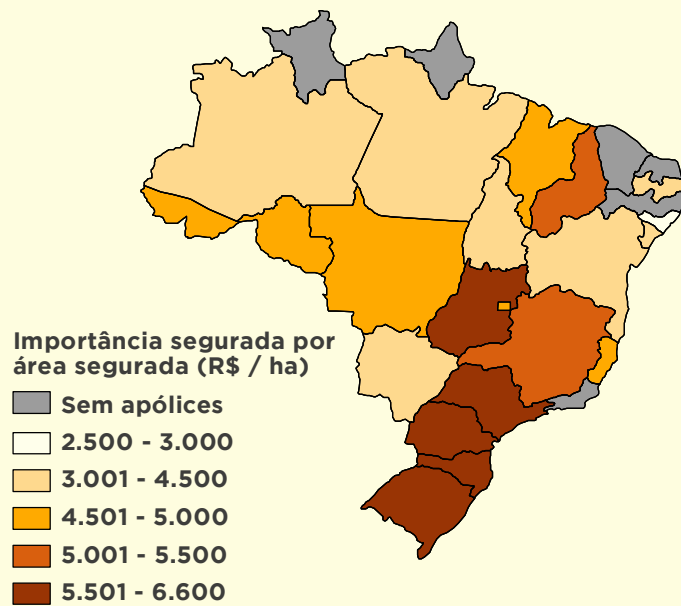 Importância segurada por
área segurada (R$ / ha)
Sem apólices
2.500 - 3.000
3.001 - 4.500
4.501 - 5.000
5.001 - 5.500
5.501 - 6.600